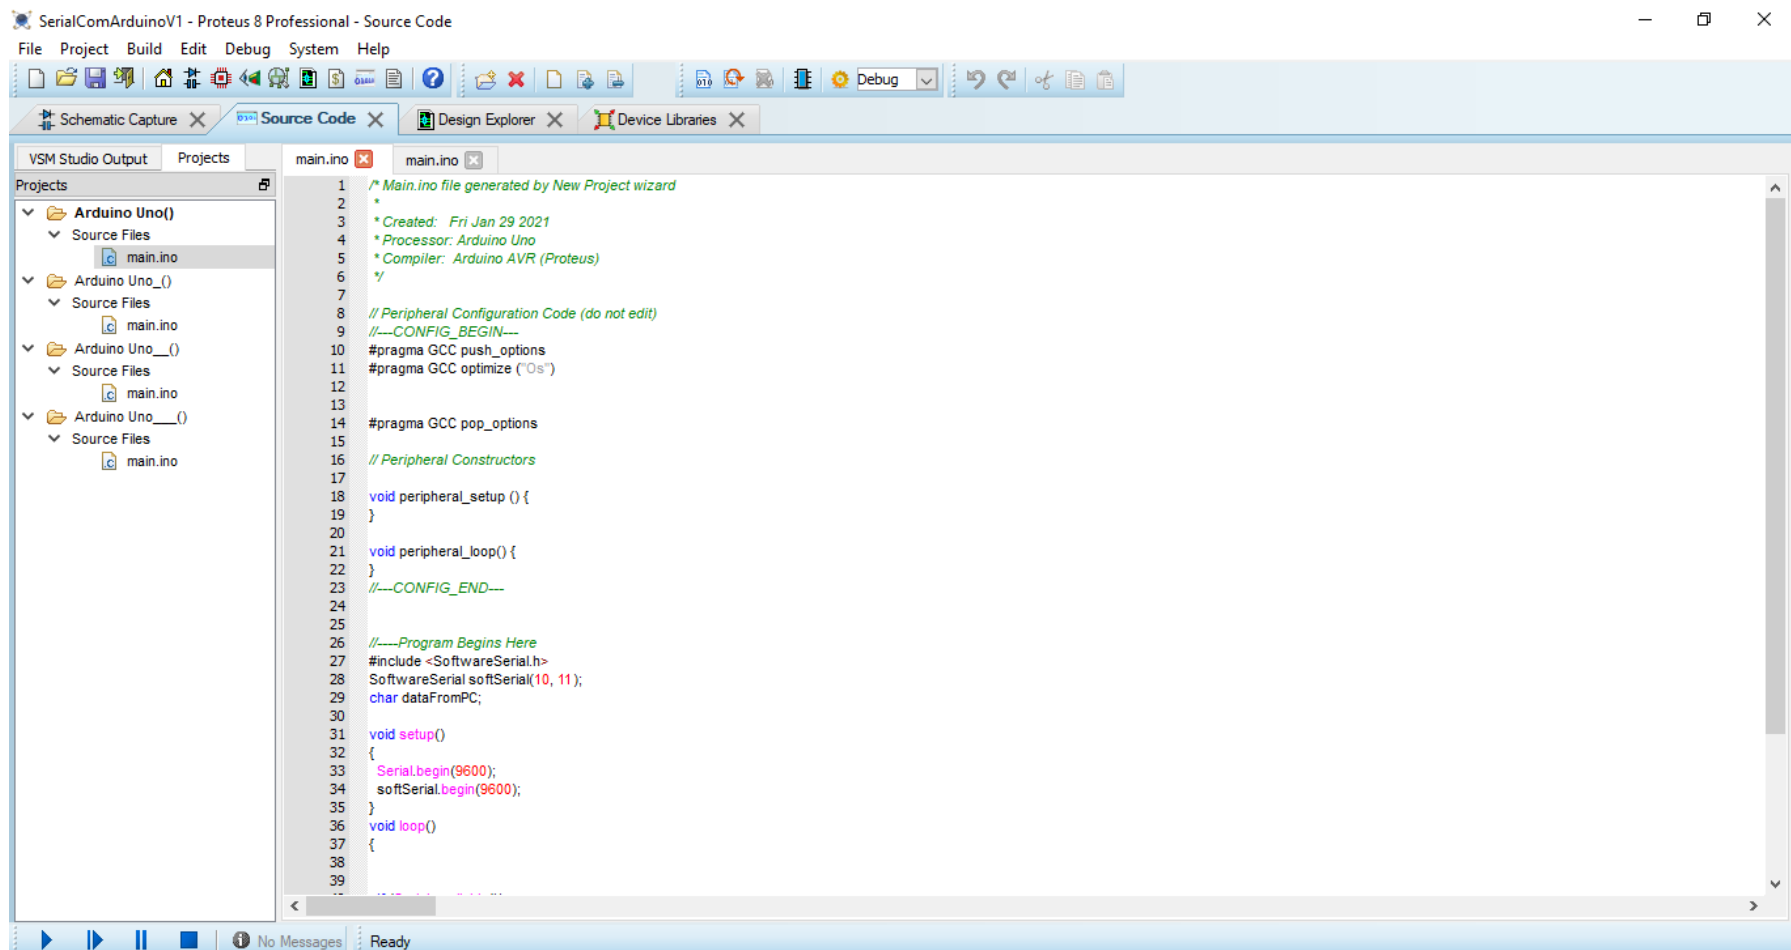 SerialComArduinoV1 - Proteus 8 Professional - Source Code
File Project Build Edit Debug System Help
Debug
Schematic Capture Source Code Design Explorer Device Libraries
VSM Studio Output Projects
Projects
Arduino Uno()
Source Files
main.ino
Arduino Uno_()
Source Files
main.ino
Arduino Uno__()
Source Files
main.ino
Arduino Uno___()
Source Files
main.ino
main.ino main.ino
1 /* Main.ino file generated by New Project wizard
2 *
3 * Created: Fri Jan 29 2021
4 * Processor: Arduino Uno
5 * Compiler: Arduino AVR (Proteus)
6 */
7
8 // Peripheral Configuration Code (do not edit)
9 //---CONFIG_BEGIN---
10 #pragma GCC push_options
11 #pragma GCC optimize ("Os")
12
13
14 #pragma GCC pop_options
15
16 // Peripheral Constructors
17
18 void peripheral_setup () {
19 }
20
21 void peripheral_loop() {
22 }
23 //---CONFIG_END---
24
25
26 //----Program Begins Here
27 #include <SoftwareSerial.h>
28 SoftwareSerial softSerial(10, 11);
29 char dataFromPC;
30
31 void setup()
32 {
33 Serial.begin(9600);
34 softSerial.begin(9600);
35 }
36 void loop()
37 {
38
39
No Messages Ready